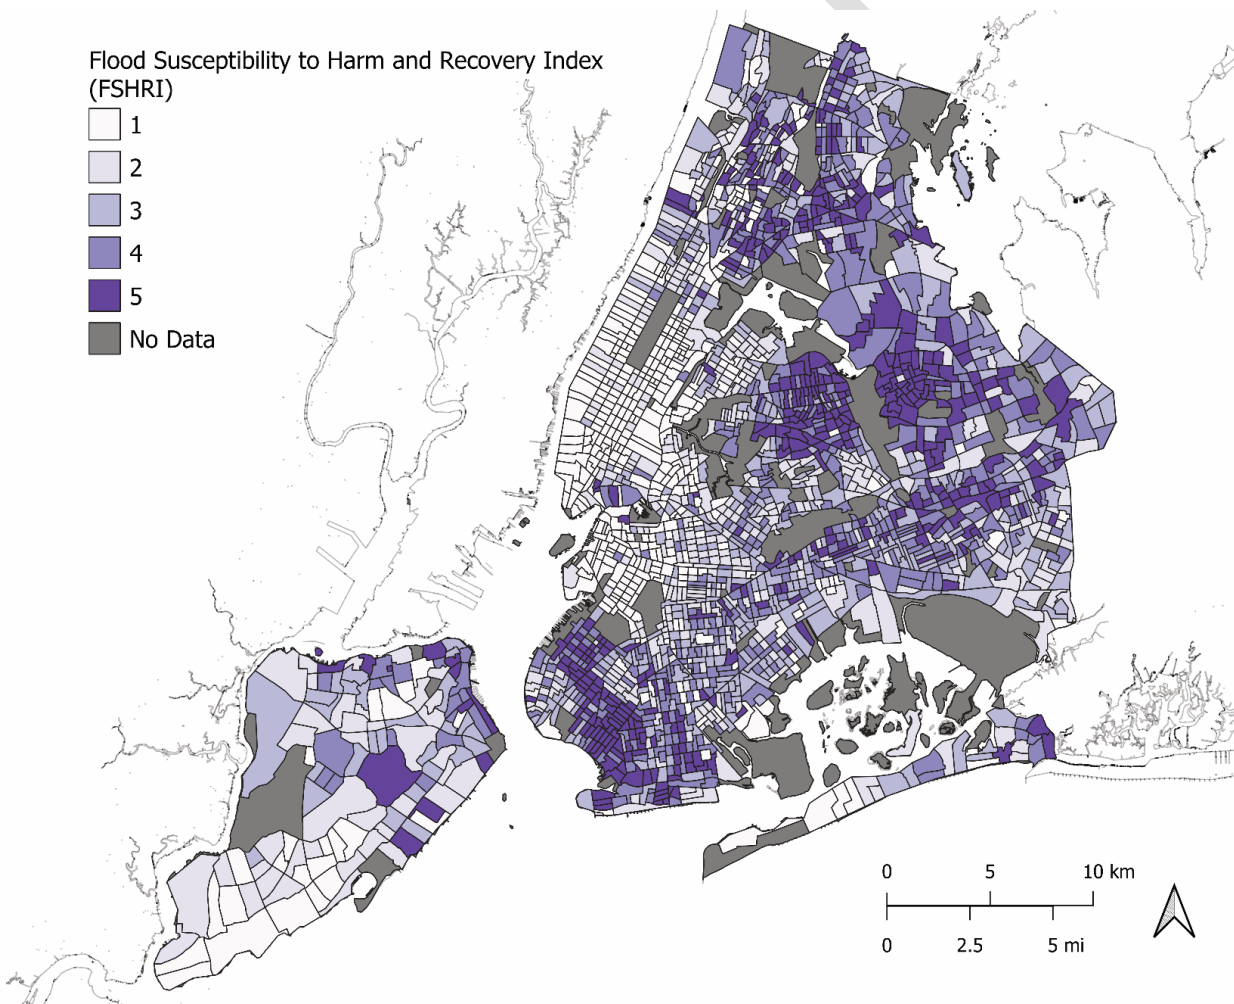 Flood Susceptibility to Harm and Recovery Index
(FSHRI)
1
2
3
4
5
No Data
0 5 10 km
0 2.5 5 mi